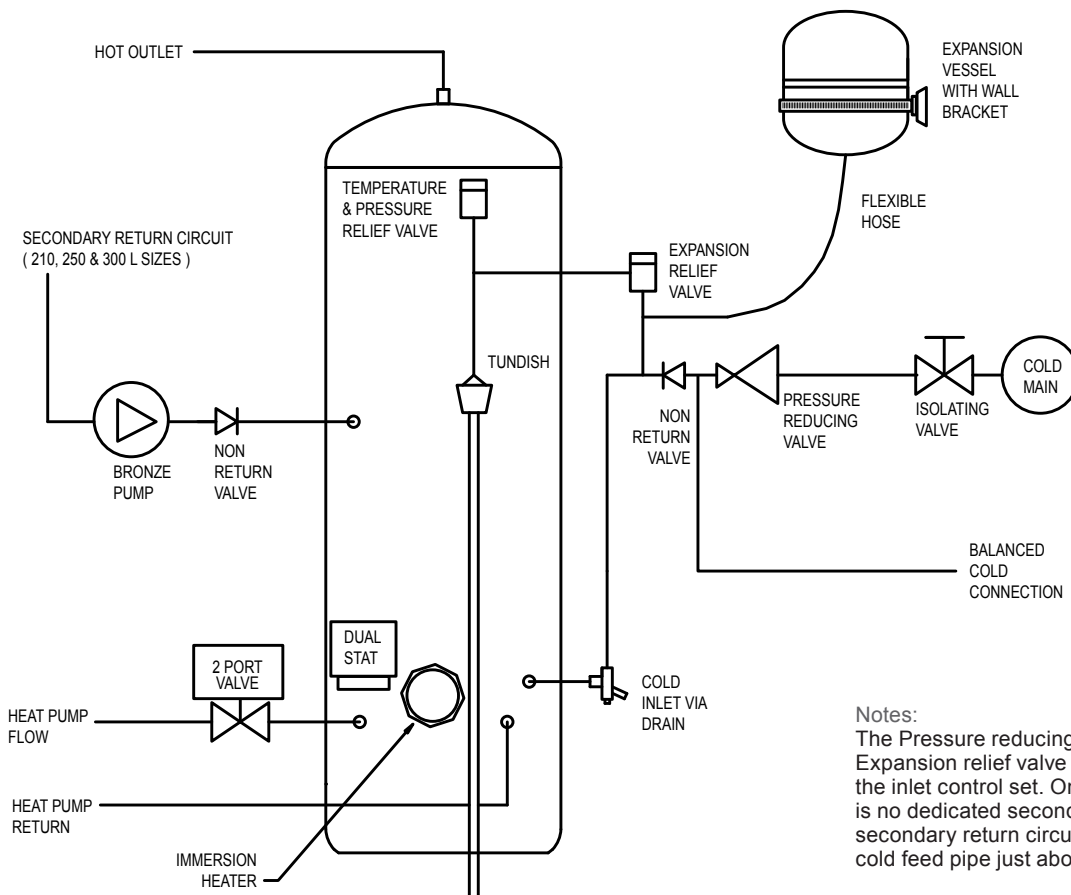 HOT OUTLET
EXPANSION
VESSEL
WITH WALL
BRACKET
TEMPERATURE
& PRESSURE
RELIEF VALVE
FLEXIBLE
HOSE
SECONDARY RETURN CIRCUIT
( 210, 250 & 300 L SIZES )
EXPANSION
RELIEF
VALVE
TUNDISH
COLD
MAIN
PRESSURE
REDUCING
VALVE
ISOLATING
VALVE
NON
RETURN
VALVE
BRONZE
PUMP
NON
RETURN
VALVE
BALANCED
COLD
CONNECTION
DUAL
STAT
2 PORT
VALVE
COLD
INLET VIA
DRAIN
HEAT PUMP
FLOW
HEAT PUMP
RETURN
IMMERSION
HEATER
Notes:
The Pressure reducing
Expansion relief valve
the inlet control set.
is no dedicated
secondary return
cold feed pipe just